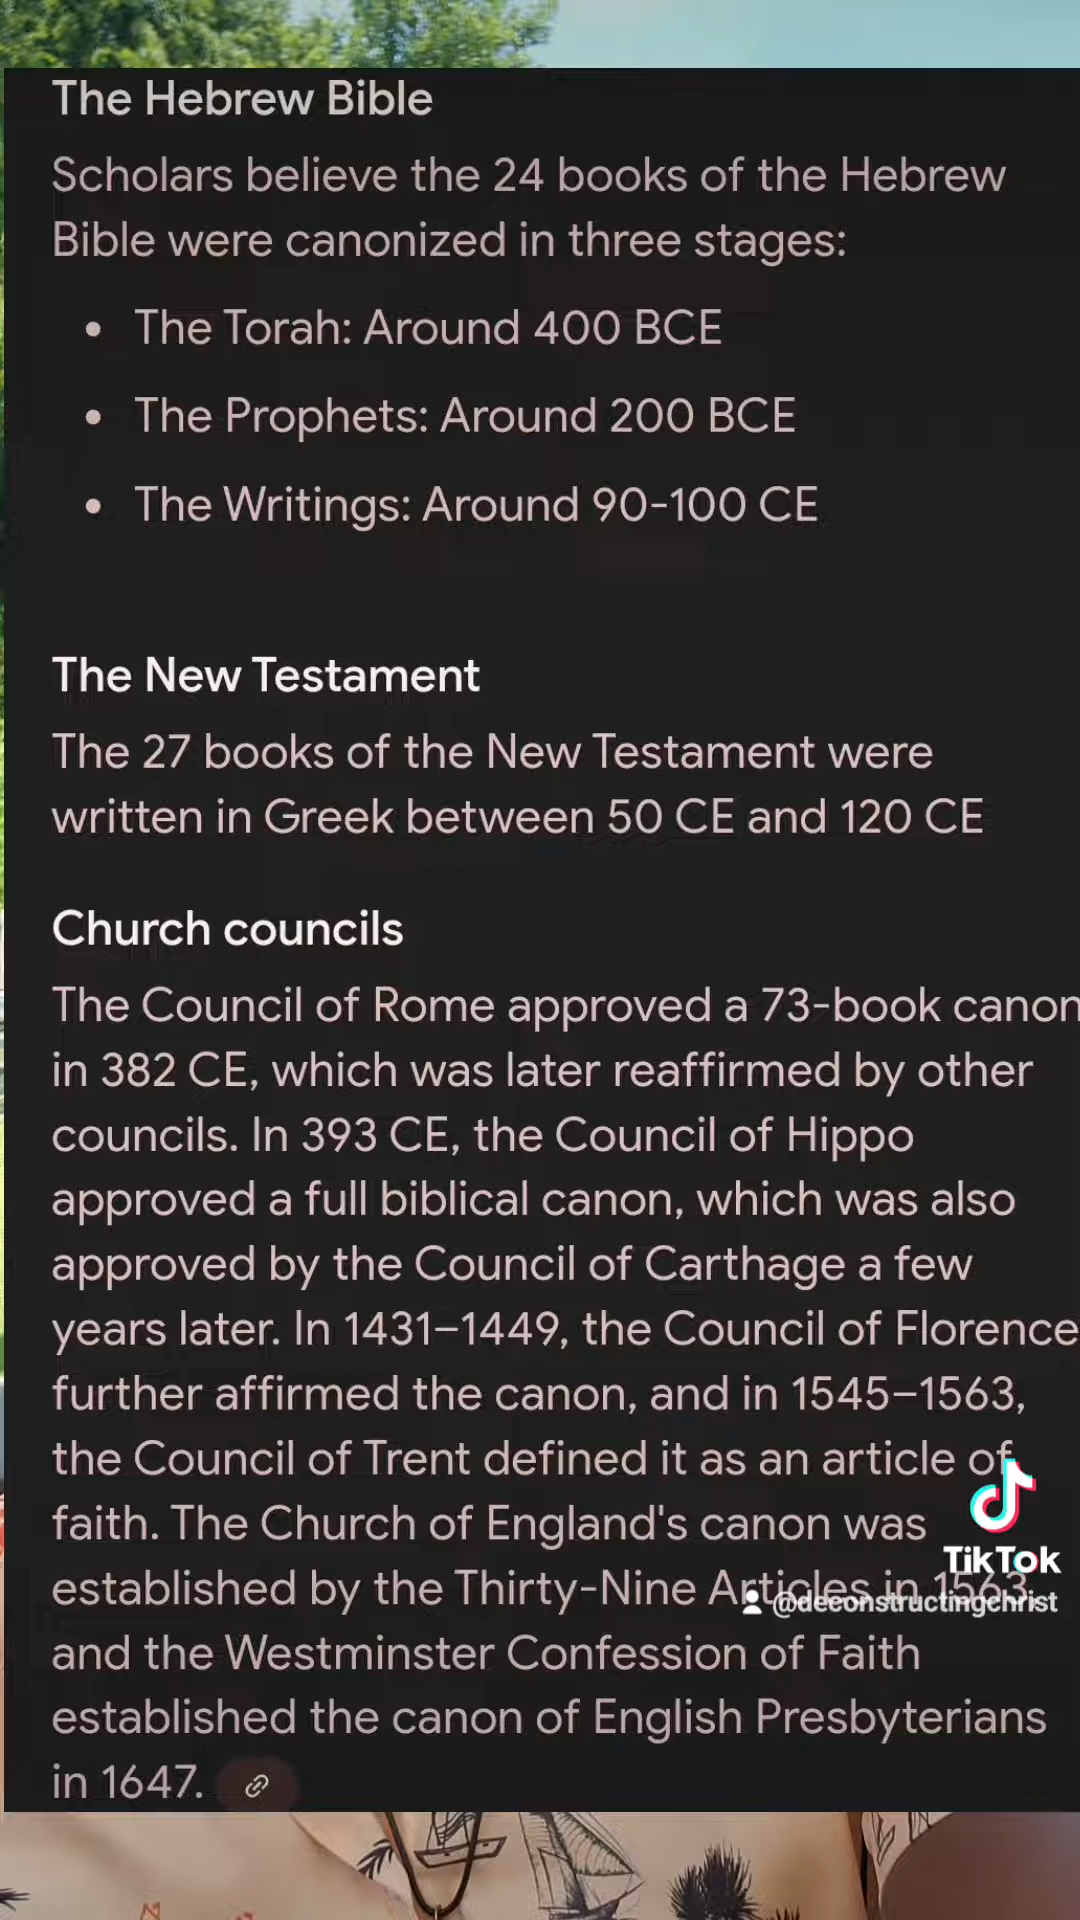 The Hebrew Bible
Scholars believe the 24 books of the Hebrew
Bible were canonized in three stages:
• The Torah: Around 400 BCE
• The Prophets: Around 200 BCE
• The Writings: Around 90-100 CE
The New Testament
The 27 books of the New Testament were
written in Greek between 50 CE and 120 CE
Church councils
The Council of Rome approved a 73-book canon
in 382 CE, which was later reaffirmed by other
councils. In 393 CE, the Council of Hippo
approved a full biblical canon, which was also
approved by the Council of Carthage a few
years later. In 1431–1449, the Council of Florence
further affirmed the canon, and in 1545–1563,
the Council of Trent defined it as an article of
faith. The Church of England's canon was
established by the Thirty-Nine Articles in 1563,
and the Westminster Confession of Faith
established the canon of English Presbyterians
in 1647.
TikTok
@deconstructingchrist